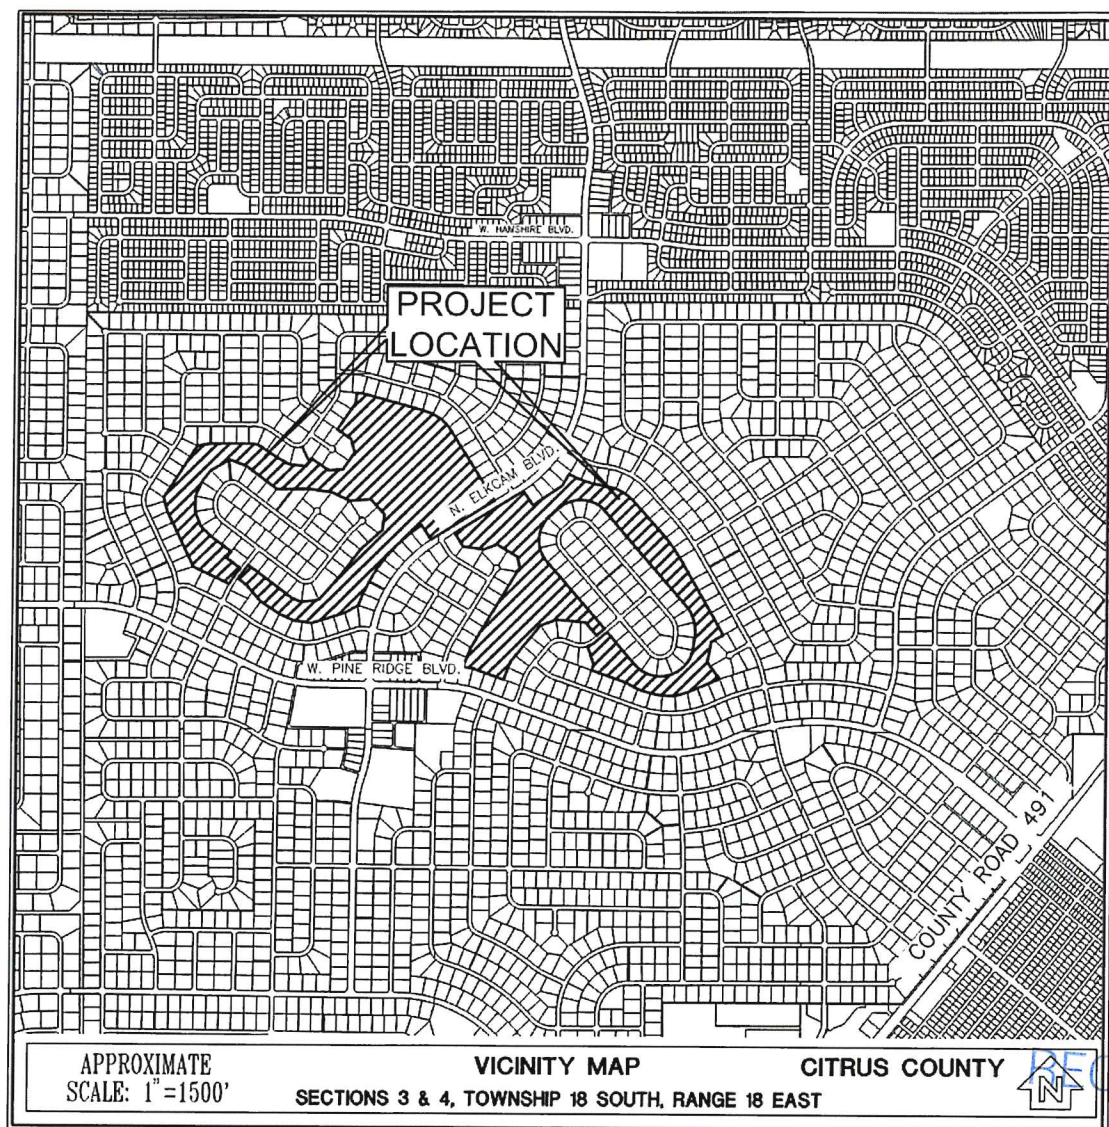 W. HAMSHIRE BLVD.
PROJECT
LOCATION
N. ELKCAM BLVD.
W. PINE RIDGE BLVD.
COUNTY ROAD 491
APPROXIMATE
SCALE: 1"=1500'
VICINITY MAP
CITRUS COUNTY
SECTIONS 3 & 4, TOWNSHIP 18 SOUTH, RANGE 18 EAST
N